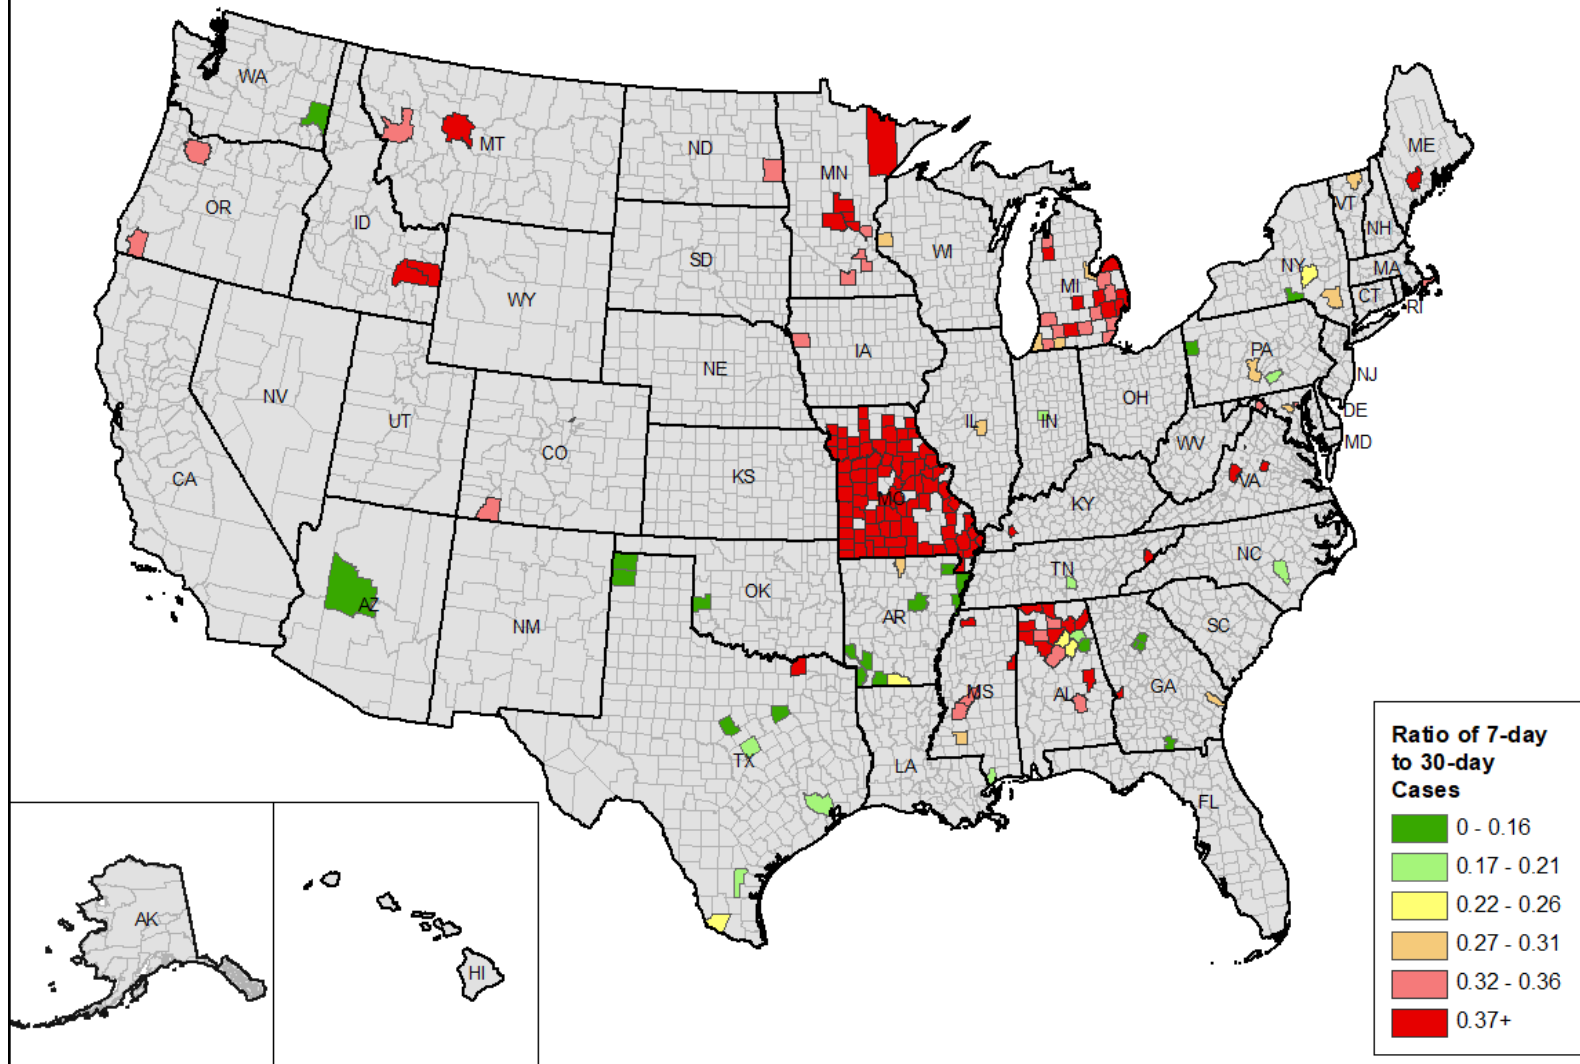 WA
MT
ND
MN
ME
OR
ID
SD
WI
VT
NH
NY
MA
MI
CT
RI
WY
IA
PA
NE
NJ
NV
UT
IL
IN
OH
DE
MD
CO
WV
CA
KS
MO
VA
KY
NC
AZ
OK
TN
NM
AR
SC
MS
AL
GA
TX
LA
FL
AK
HI
Ratio of 7-day
to 30-day
Cases
0 - 0.16
0.17 - 0.21
0.22 - 0.26
0.27 - 0.31
0.32 - 0.36
0.37+